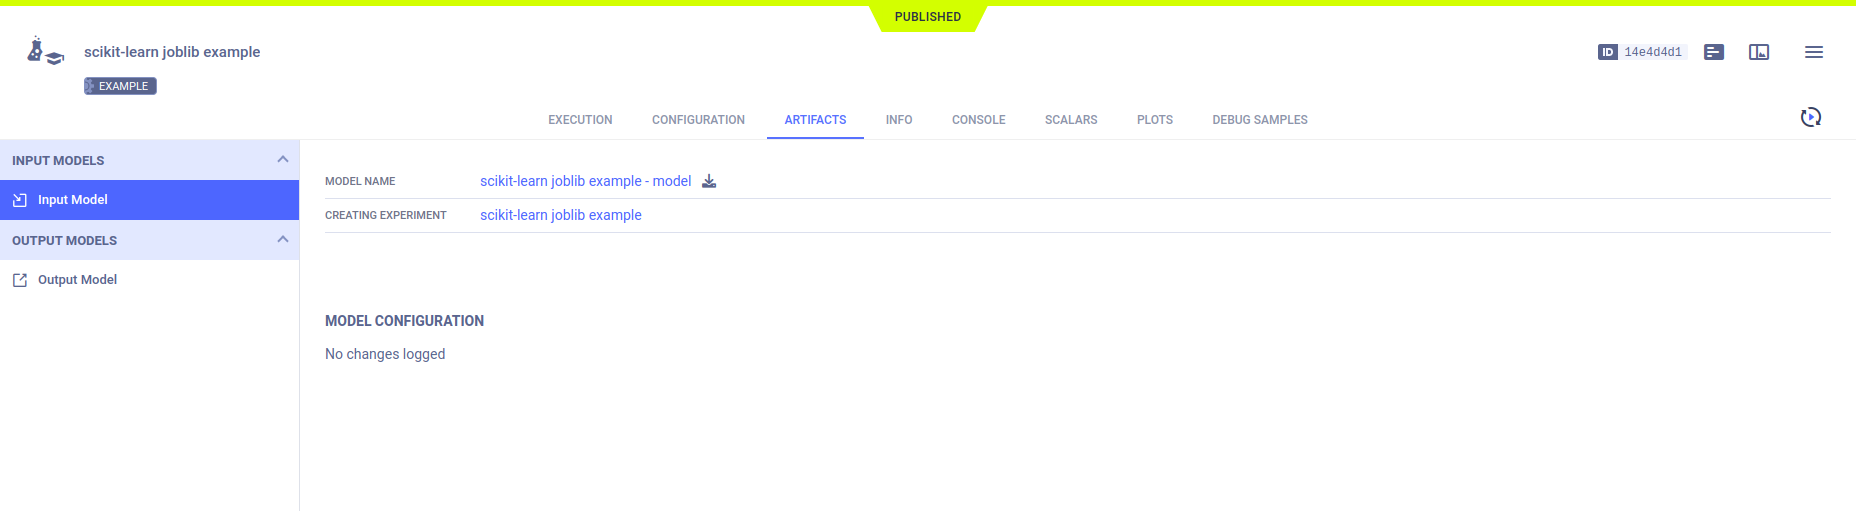 PUBLISHED
scikit-learn joblib example
ID 14e4d4d1
EXAMPLE
EXECUTION CONFIGURATION ARTIFACTS INFO CONSOLE SCALARS PLOTS DEBUG SAMPLES
INPUT MODELS
Input Model
OUTPUT MODELS
Output Model
MODEL NAME scikit-learn joblib example - model
CREATING EXPERIMENT scikit-learn joblib example
MODEL CONFIGURATION
No changes logged